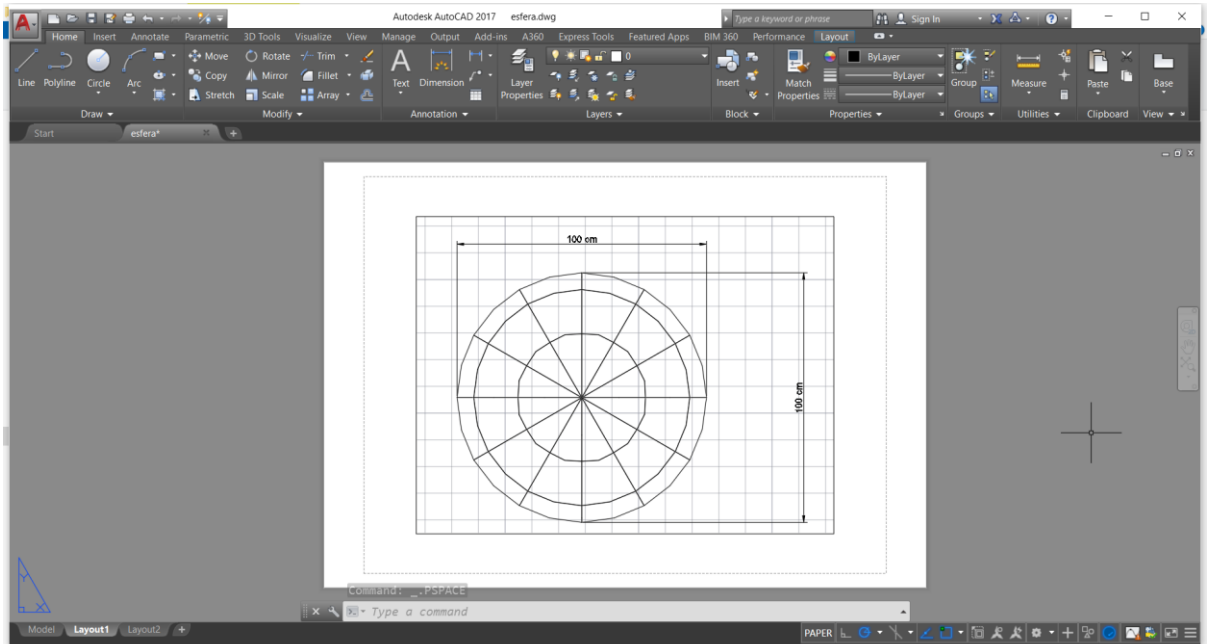 Autodesk AutoCAD 2017 esfera.dwg
Type a keyword or phrase
Sign In
A
Home Insert Annotate Parametric 3D Tools Visualize View Manage Output Add-ins A360 Express Tools Featured Apps BIM 360 Performance Layout
Line Polyline Circle Arc
Move Rotate Trim
Copy Mirror Fillet
Stretch Scale Array
Text Dimension
Layer Properties
0
Insert
Match Properties
ByLayer
ByLayer
ByLayer
Group
Measure
Paste
Base
Draw Modify Annotation Layers Block Properties Groups Utilities Clipboard View
Start esfera* +
100 cm
100 cm
Y
X
Command: _.PSPACE
Type a command
Model Layout1 Layout2 +
PAPER